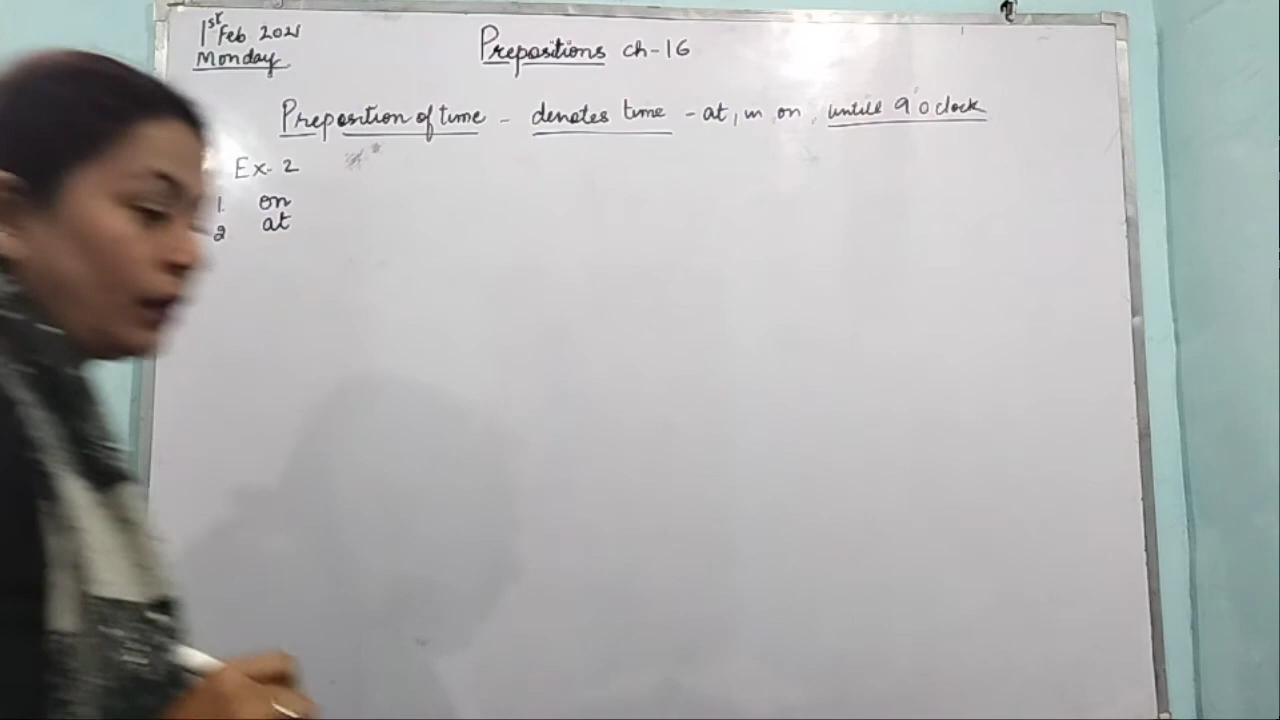 1st Feb 2021
Monday
Prepositions ch-16
Preposition of time - denotes time - at, in, on, untill 9 o'clock
Ex- 2
1. on
2 at